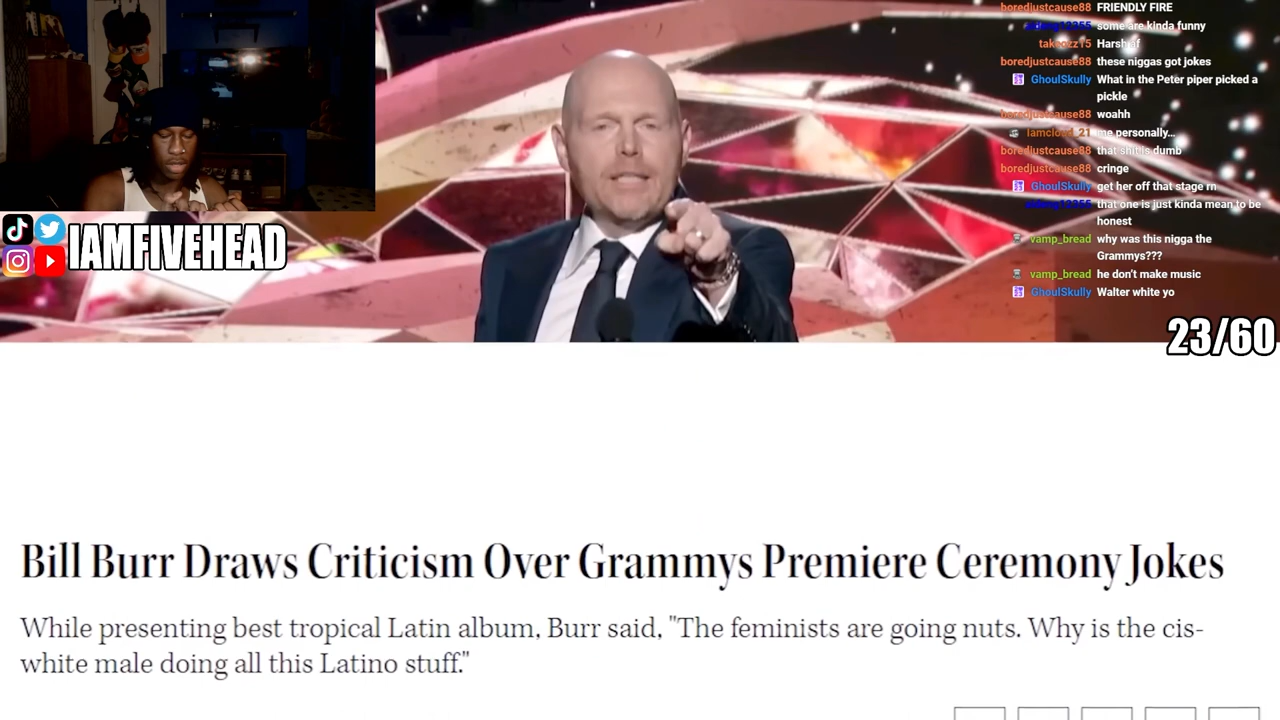 boredjustcause88 FRIENDLY FIRE
some are kinda funny
takeozz15 Harsh af
boredjustcause88 these niggas got jokes
GhoulSkully What in the Peter piper picked a
pickle
boredjustcause88 woahh
iamcloud_21 me personally...
boredjustcause88 that shit is dumb
boredjustcause88 cringe
GhoulSkully get her off that stage rn
that one is just kinda mean to be
honest
vamp_bread why was this nigga the
Grammys???
vamp_bread he don't make music
GhoulSkully Walter white yo
IAMFIVEHEAD
23/60
Bill Burr Draws Criticism Over Grammys Premiere Ceremony Jokes
While presenting best tropical Latin album, Burr said, "The feminists are going nuts. Why is the cis-
white male doing all this Latino stuff."